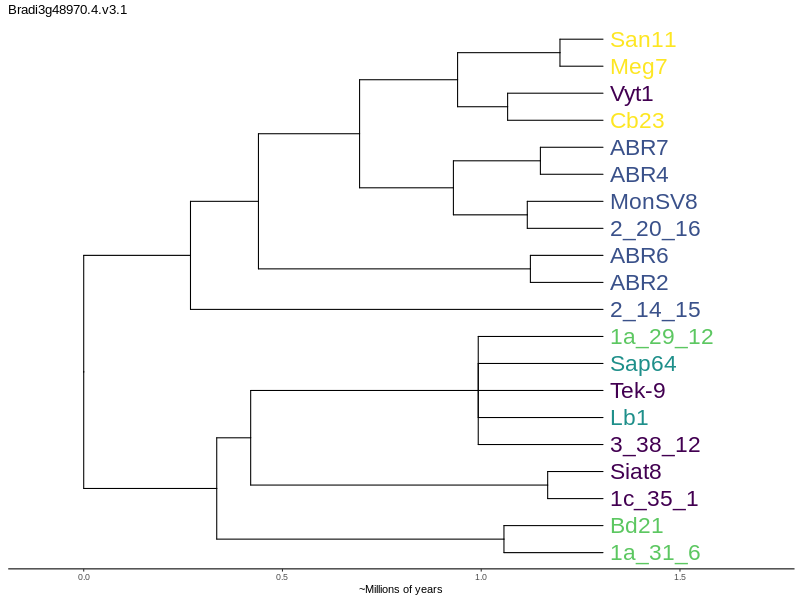 Bradi3g48970.4.v3.1
San11
Meg7
Vyt1
Cb23
ABR7
ABR4
MonSV8
2_20_16
ABR6
ABR2
2_14_15
1a_29_12
Sap64
Tek-9
Lb1
3_38_12
Siat8
1c_35_1
Bd21
1a_31_6
0.0 0.5 1.0 1.5
~Millions of years